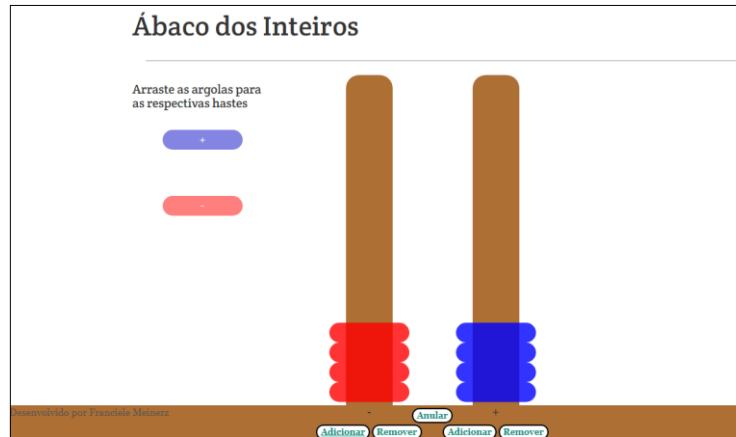 Ábaco dos Inteiros
Arraste as argolas para
as respectivas hastes
+
-
Desenvolvido por Franciele Meinerz
-
Anular
+
Adicionar
Remover
Adicionar
Remover